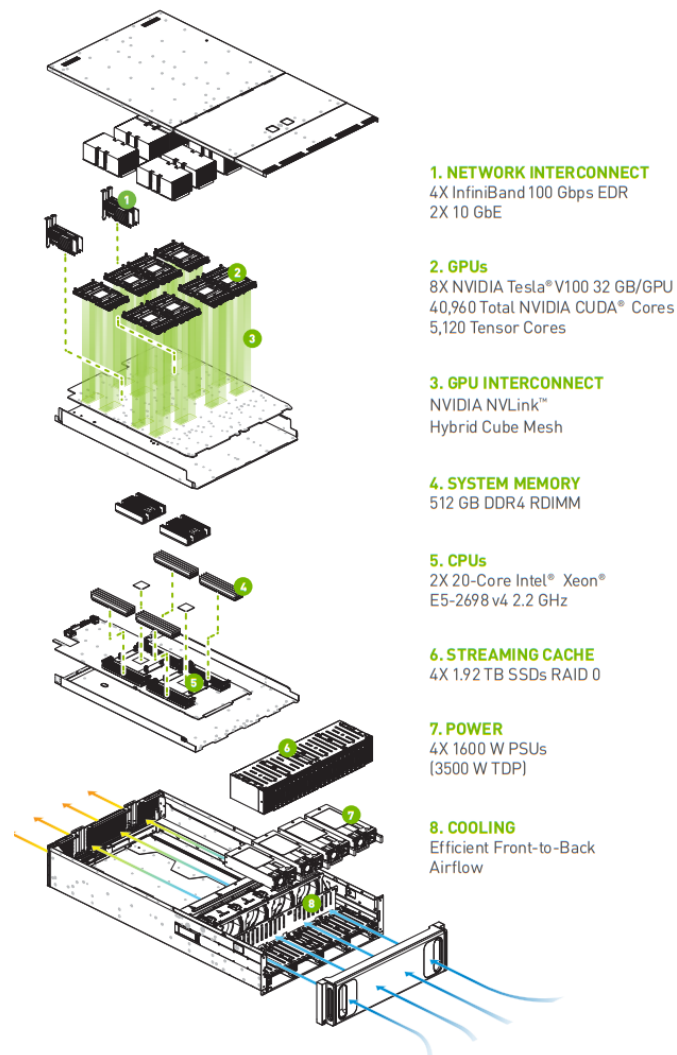 1. NETWORK INTERCONNECT
4X InfiniBand 100 Gbps EDR
2X 10 GbE
2. GPUs
8X NVIDIA Tesla® V100 32 GB/GPU
40,960 Total NVIDIA CUDA® Cores
5,120 Tensor Cores
3. GPU INTERCONNECT
NVIDIA NVLink™
Hybrid Cube Mesh
4. SYSTEM MEMORY
512 GB DDR4 RDIMM
5. CPUs
2X 20-Core Intel® Xeon®
E5-2698 v4 2.2 GHz
6. STREAMING CACHE
4X 1.92 TB SSDs RAID 0
7. POWER
4X 1600 W PSUs
(3500 W TDP)
8. COOLING
Efficient Front-to-Back
Airflow
1
2
3
4
5
6
7
8